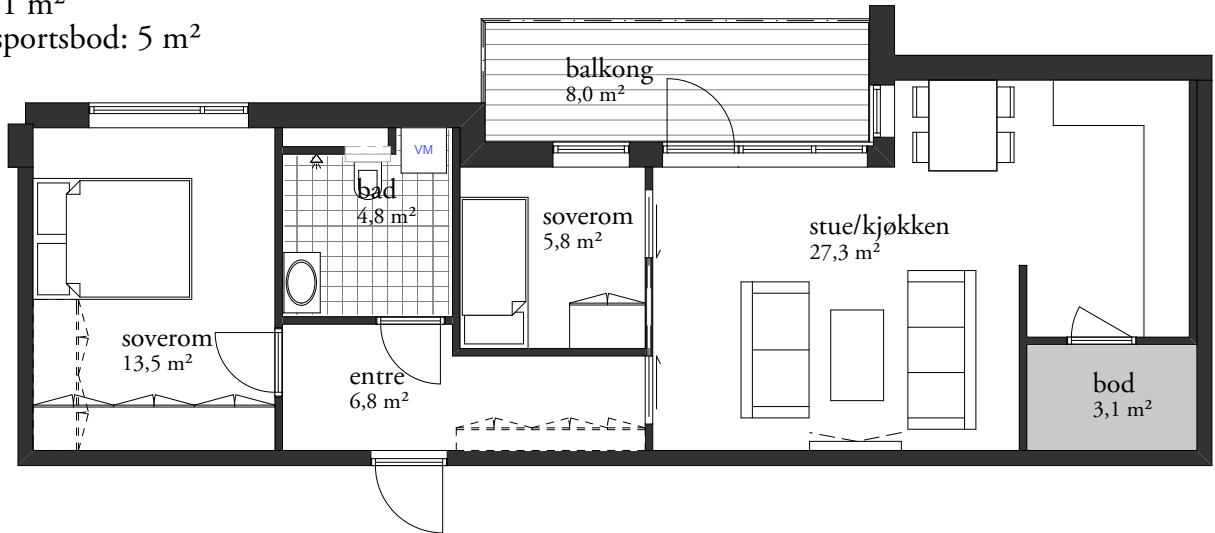 m²
sportsbod: 5 m²
balkong
8,0 m²
VM
bad
4,8 m²
soverom
5,8 m²
stue/kjøkken
27,3 m²
soverom
13,5 m²
entre
6,8 m²
bod
3,1 m²